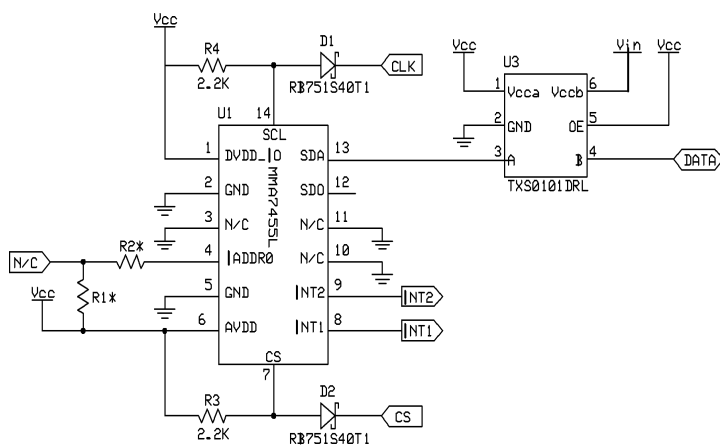 Vcc
R4
2.2K
D1
RB751S40T1
CLK
Vcc
U3
Vin
Vcc
1
Vcca
Vccb
6
2
GND
OE
5
3
A
B
4
DATA
TXS0101DRL
U1
14
SCL
MMA7455L
1
DVDD_IO
SDA
13
2
GND
SDO
12
3
N/C
N/C
11
4
IADDR0
N/C
10
5
GND
INT2
9
INT2
6
AVDD
INT1
8
INT1
CS
7
N/C
R2*
Vcc
R1*
R3
2.2K
D2
RB751S40T1
CS